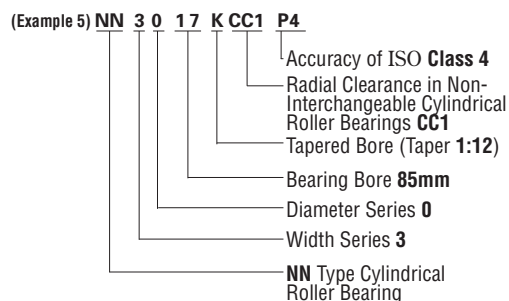 (Example 5) NN 3 0 17 K CC1 P4
Accuracy of ISO Class 4
Radial Clearance in Non-
Interchangeable Cylindrical
Roller Bearings CC1
Tapered Bore (Taper 1:12)
Bearing Bore 85mm
Diameter Series 0
Width Series 3
NN Type Cylindrical
Roller Bearing